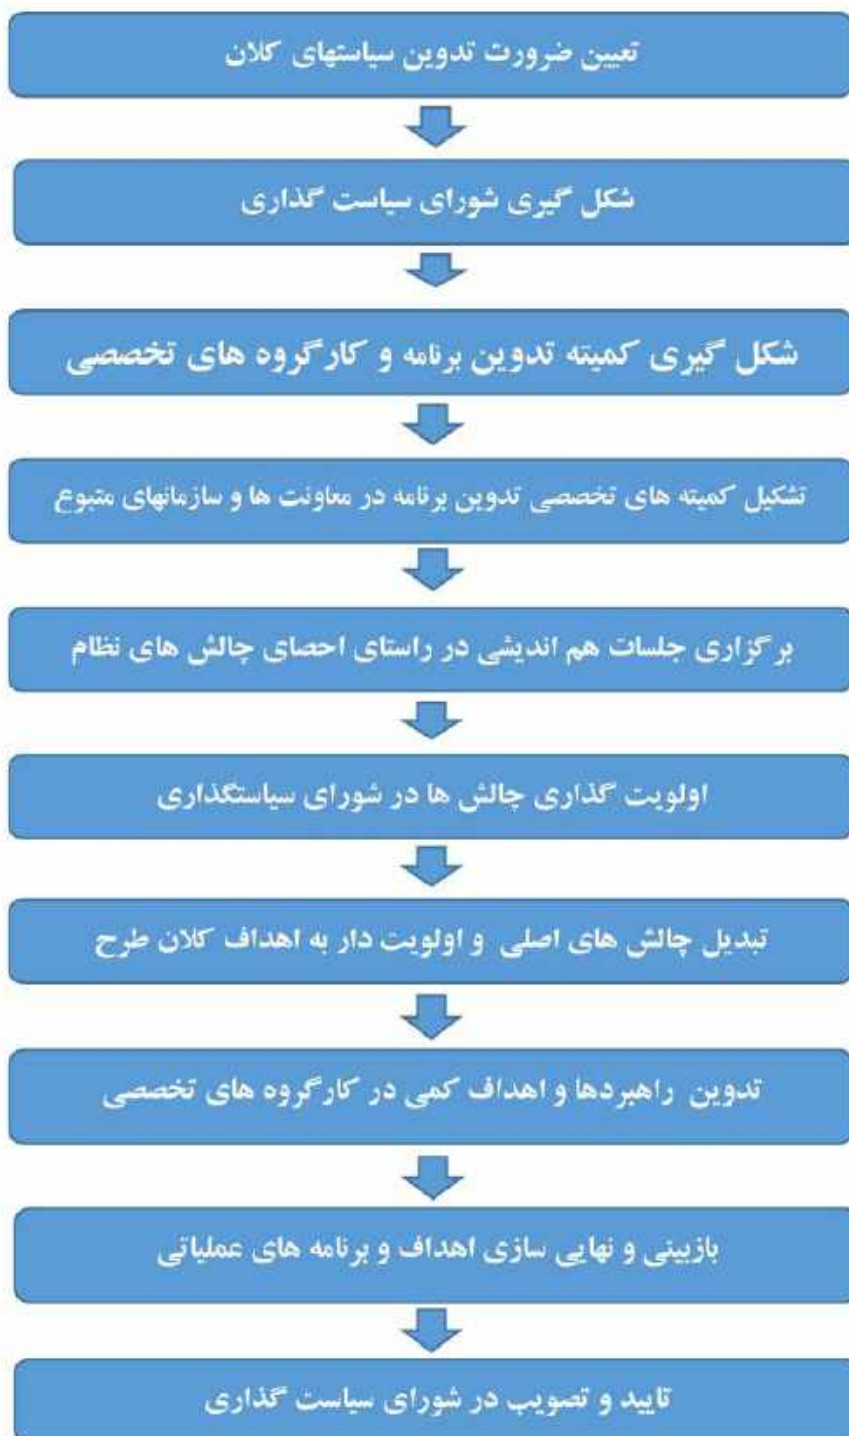 تعیین ضرورت تدوین سیاستهای کلان
شکل گیری شورای سیاست گذاری
شکل گیری کمیته تدوین برنامه و کارگروه های تخصصی
تشکیل کمیته های تخصصی تدوین برنامه در معاونت ها و سازمانهای متبوع
برگزاری جلسات هم اندیشی در راستای احصای چالش های نظام
اولویت گذاری چالش ها در شورای سیاستگذاری
تبدیل چالش های اصلی و اولویت دار به اهداف کلان طرح
تدوین راهبردها و اهداف کمی در کارگروه های تخصصی
بازبینی و نهایی سازی اهداف و برنامه های عملیاتی
تایید و تصویب در شورای سیاست گذاری